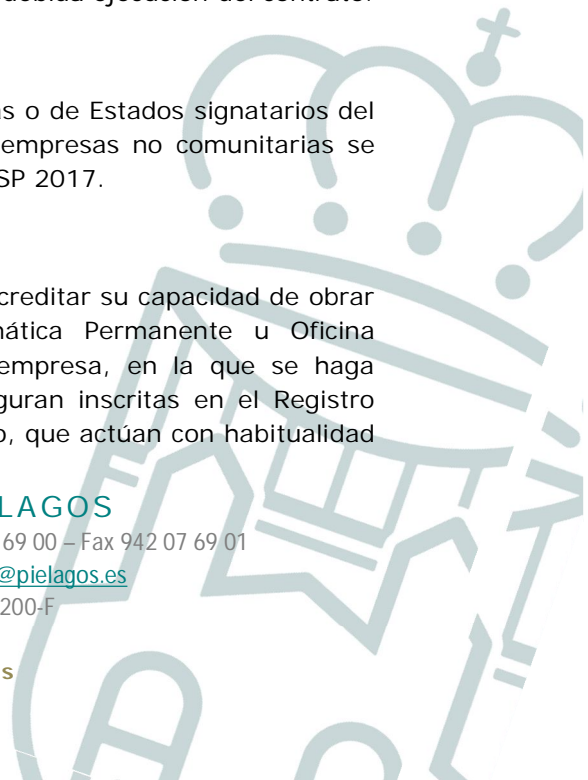 debida ejecución del contrato.
as o de Estados signatarios del
empresas no comunitarias se
SP 2017.
creditar su capacidad de obrar
mática Permanente u Oficina
empresa, en la que se haga
guran inscritas en el Registro
o, que actúan con habitualidad
LAGOS
69 00 – Fax 942 07 69 01
@pielagos.es
200-F
s